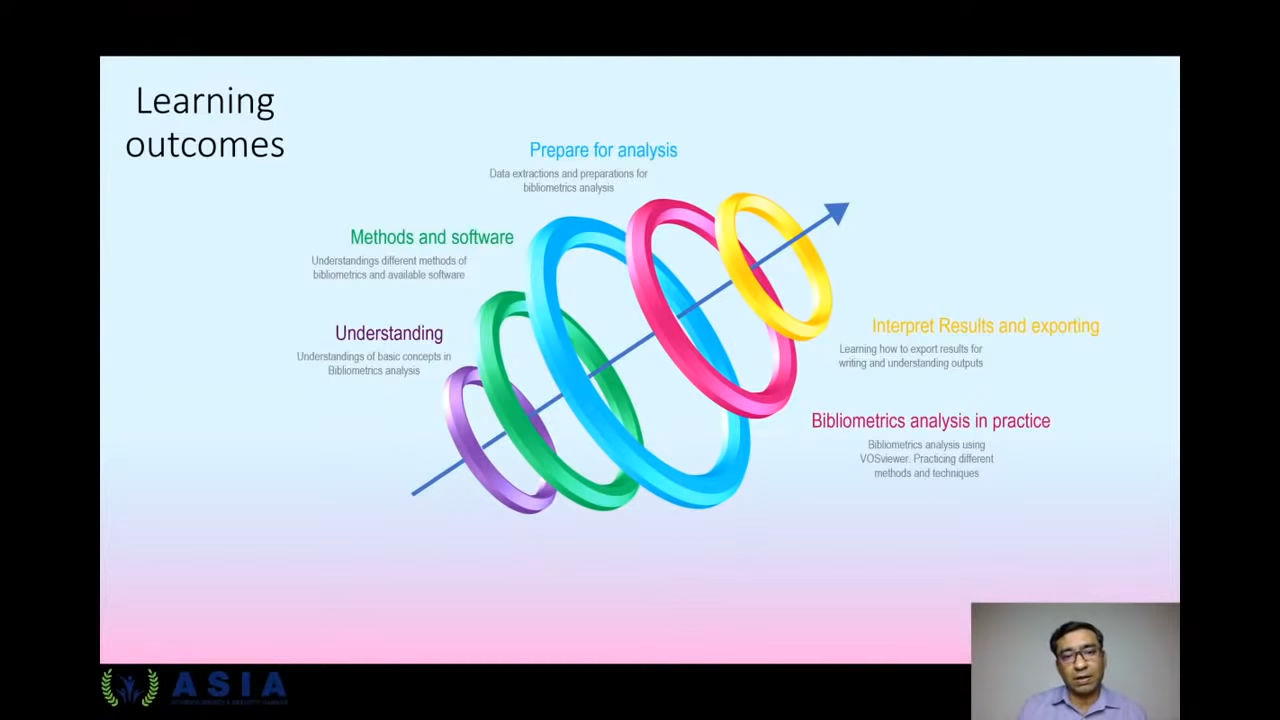 Learning
outcomes
Prepare for analysis
Data extractions and preparations for
bibliometrics analysis
Methods and software
Understandings different methods of
bibliometrics and available software
Understanding
Understandings of basic concepts in
Bibliometrics analysis
Interpret Results and exporting
Learning how to export results for
writing and understanding outputs
Bibliometrics analysis in practice
Bibliometrics analysis using
VOSviewer. Practicing different
methods and techniques
ASIA